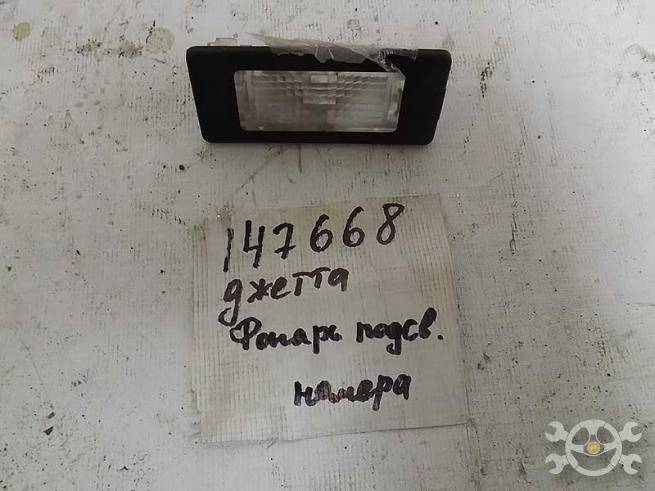 147668
джетта
Фонарь подсв.
номера